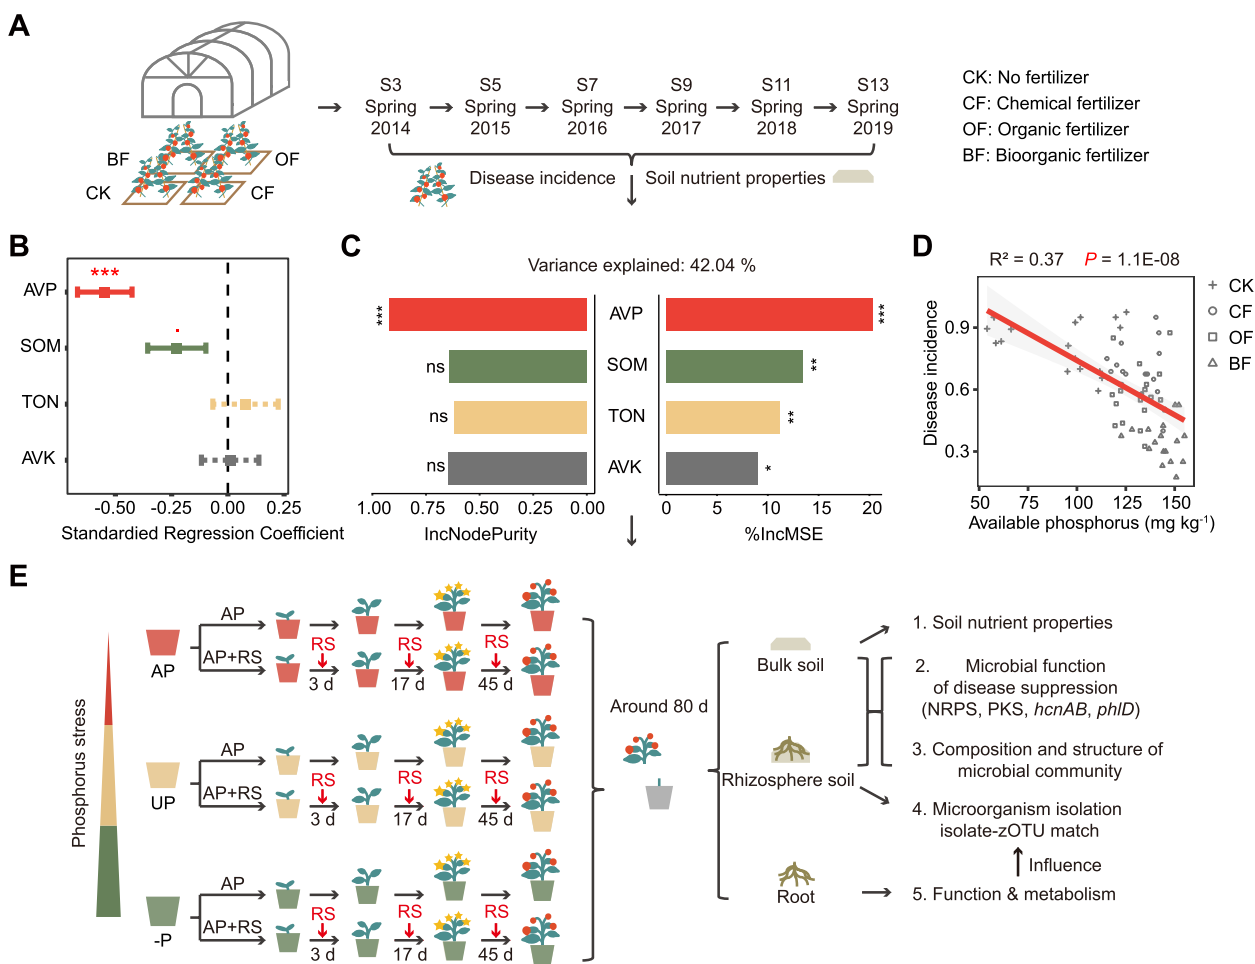 A
BF
OF
CK
CF
S3
Spring
2014
S5
Spring
2015
S7
Spring
2016
S9
Spring
2017
S11
Spring
2018
S13
Spring
2019
Disease incidence
Soil nutrient properties
CK: No fertilizer
CF: Chemical fertilizer
OF: Organic fertilizer
BF: Bioorganic fertilizer
B
***
AVP
SOM
TON
AVK
-0.50
-0.25
0.00
0.25
Standardied Regression Coefficient
C
Variance explained: 42.04 %
*** AVP ***
ns SOM **
ns TON **
ns AVK *
1.00 0.75 0.50 0.25 0.00
IncNodePurity
0 5 10 15 20
%IncMSE
D
R² = 0.37 P = 1.1E-08
Disease incidence
0.9
0.6
0.3
50 75 100 125 150
Available phosphorus (mg kg-1)
CK
CF
OF
BF
E
Phosphorus stress
AP
AP
AP+RS
RS
RS
RS
3 d
17 d
45 d
UP
AP
AP+RS
RS
RS
RS
3 d
17 d
45 d
-P
AP
AP+RS
RS
RS
RS
3 d
17 d
45 d
Around 80 d
Bulk soil
Rhizosphere soil
Root
1. Soil nutrient properties
2. Microbial function
of disease suppression
(NRPS, PKS, hcnAB, phlD)
3. Composition and structure of
microbial community
4. Microorganism isolation
isolate-zOTU match
Influence
5. Function & metabolism